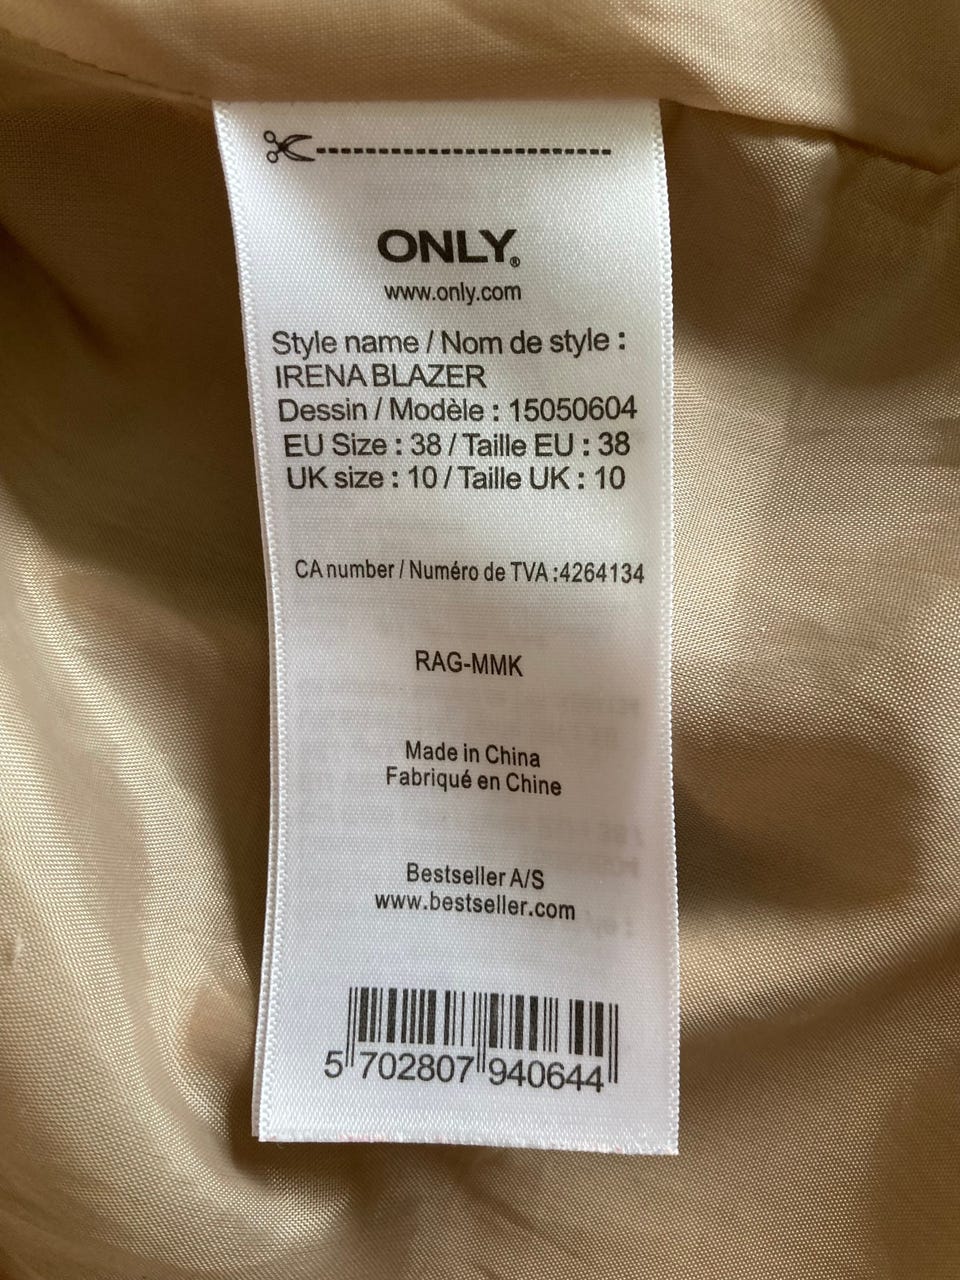 ONLY®
www.only.com
Style name / Nom de style :
IRENA BLAZER
Dessin / Modèle : 15050604
EU Size : 38 / Taille EU : 38
UK size : 10 / Taille UK : 10
CA number / Numéro de TVA :4264134
RAG-MMK
Made in China
Fabriqué en Chine
Bestseller A/S
www.bestseller.com
5 702807 940644